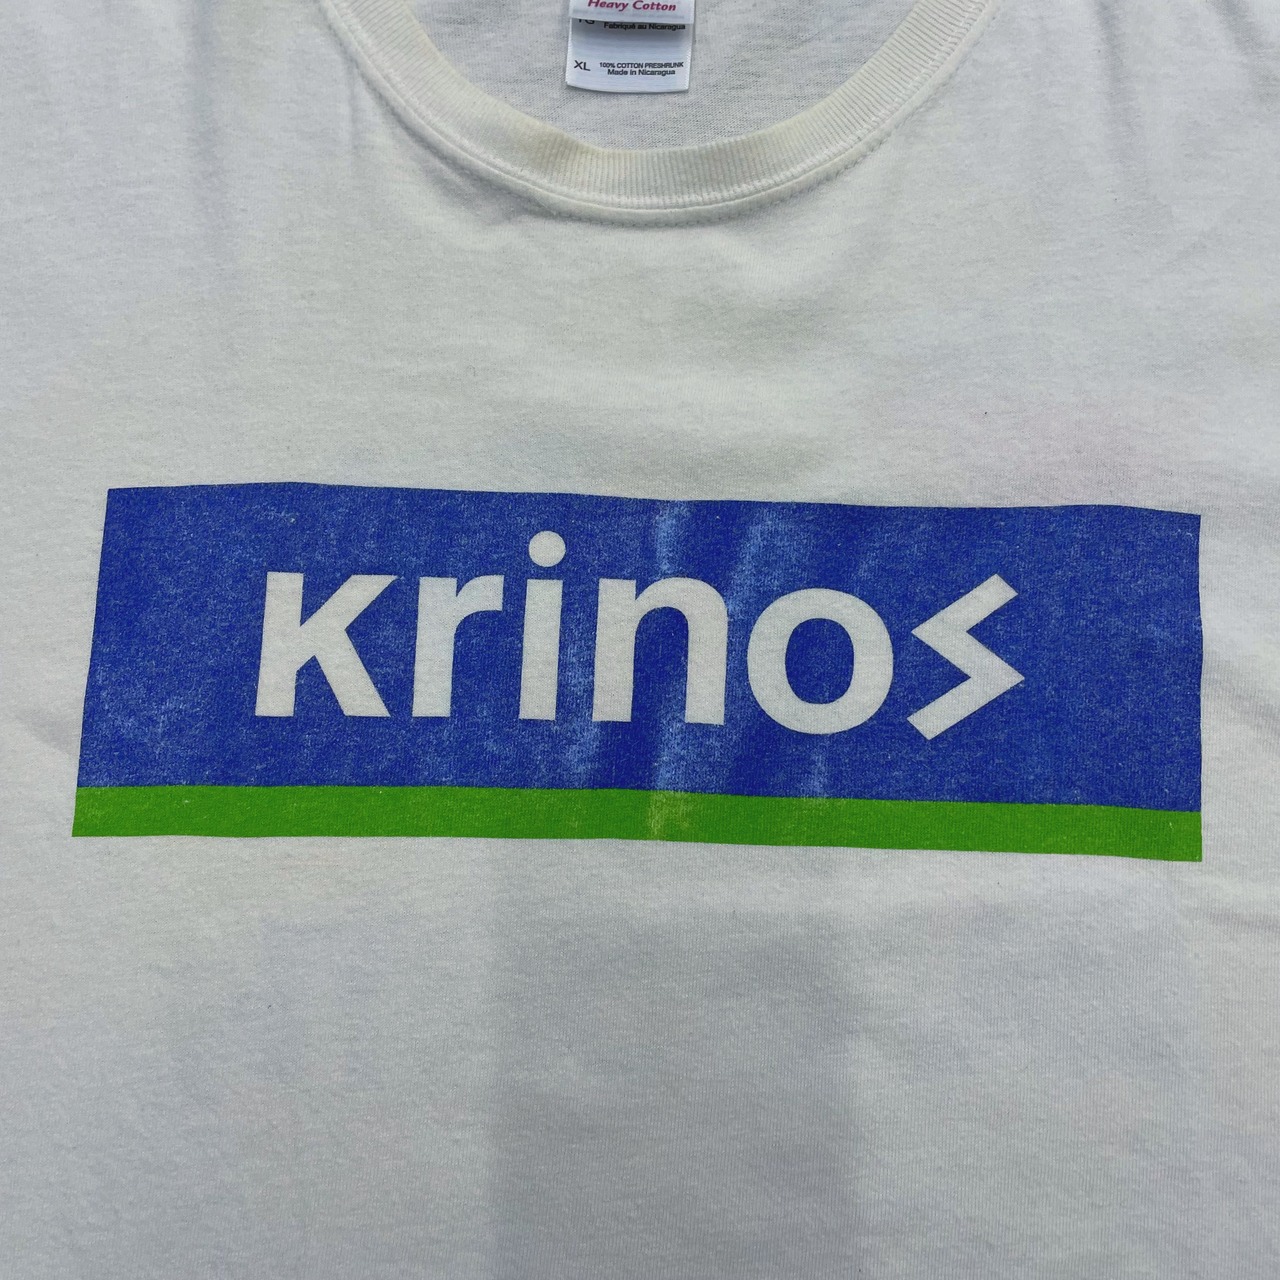 Heavy Cotton
Fabriqué au Nicaragua
XL 100% COTTON PRESHRUNK
Made in Nicaragua
krinos